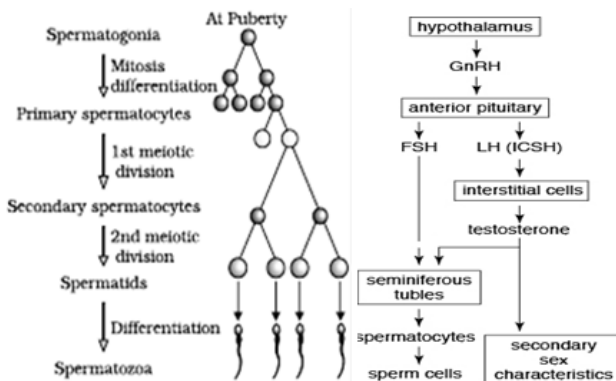 At Puberty
Spermatogonia
Mitosis
differentiation
Primary spermatocytes
1st meiotic
division
Secondary spermatocytes
2nd meiotic
division
Spermatids
Differentiation
Spermatozoa
hypothalamus
GnRH
anterior pituitary
FSH LH (ICSH)
interstitial cells
testosterone
seminiferous
tubles
spermatocytes
sperm cells
secondary
sex
characteristics